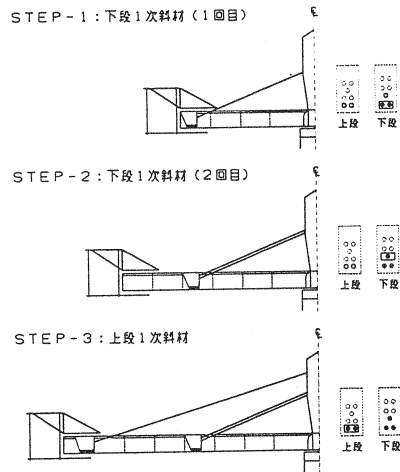 STEP-1:下段1次斜材(1回目)
℄
上段 下段
STEP-2:下段1次斜材(2回目)
℄
上段 下段
STEP-3:上段1次斜材
℄
上段 下段